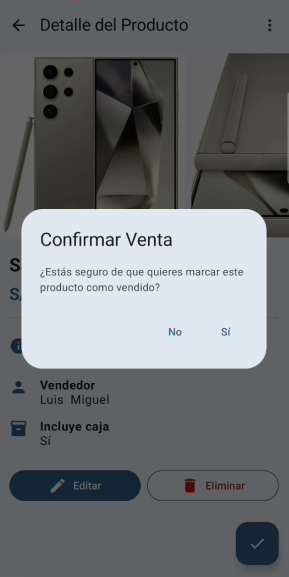 Detalle del Producto
Confirmar Venta
¿Estás seguro de que quieres marcar este
producto como vendido?
No
Sí
Vendedor
Luis Miguel
Incluye caja
Sí
Editar
Eliminar